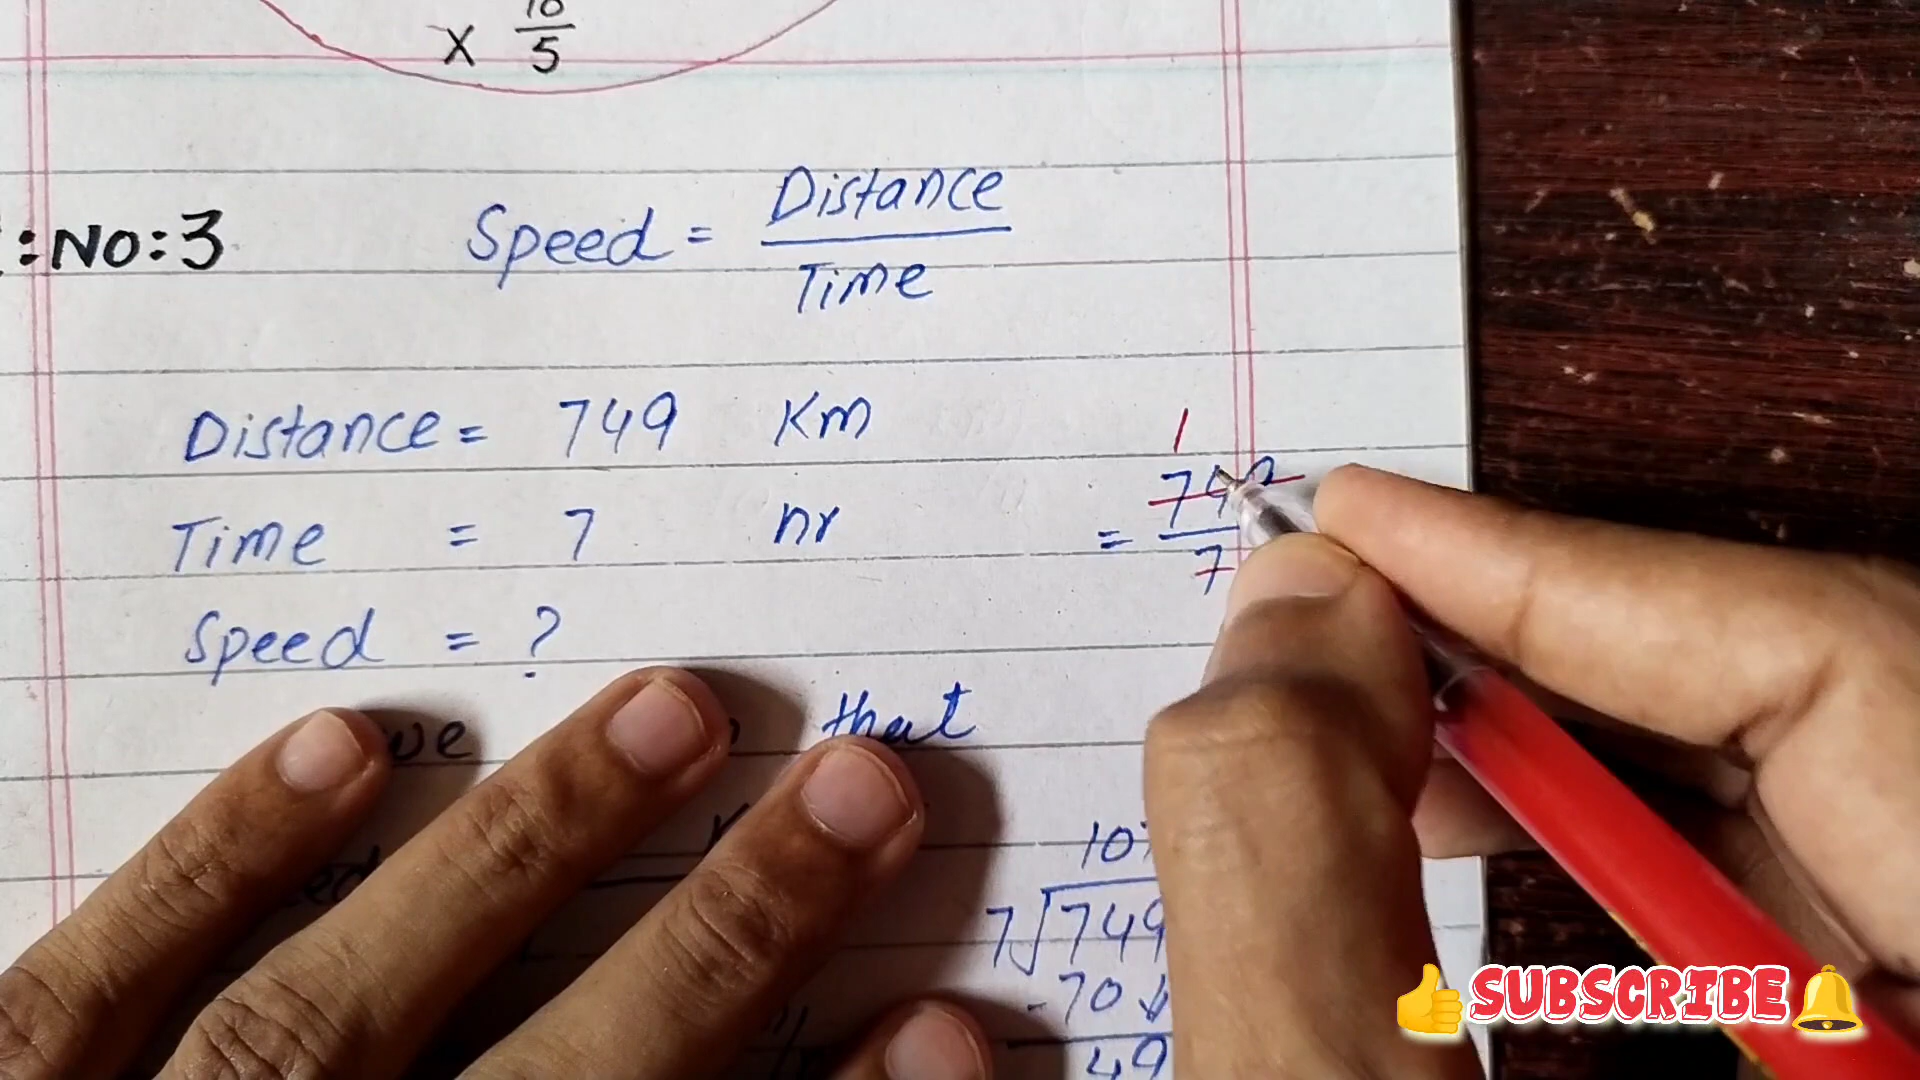 x 10/5
:No:3
Speed = Distance/Time
Distance = 749 Km
Time = 7 hr
Speed = ?
1
= 749/7
we that
107
7 749
-70↓
49
SUBSCRIBE